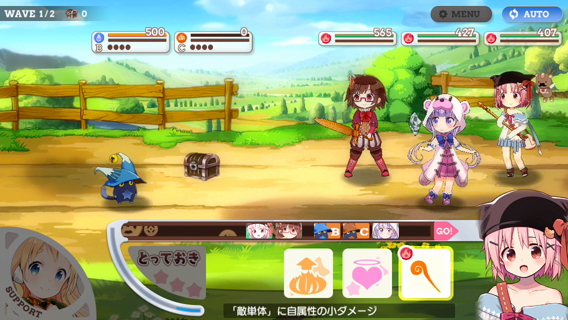 WAVE 1/2 0
MENU
AUTO
500
B
0
C
565
427
407
B C GO!
とっておき
SUPPORT
「敵単体」に自属性の小ダメージ